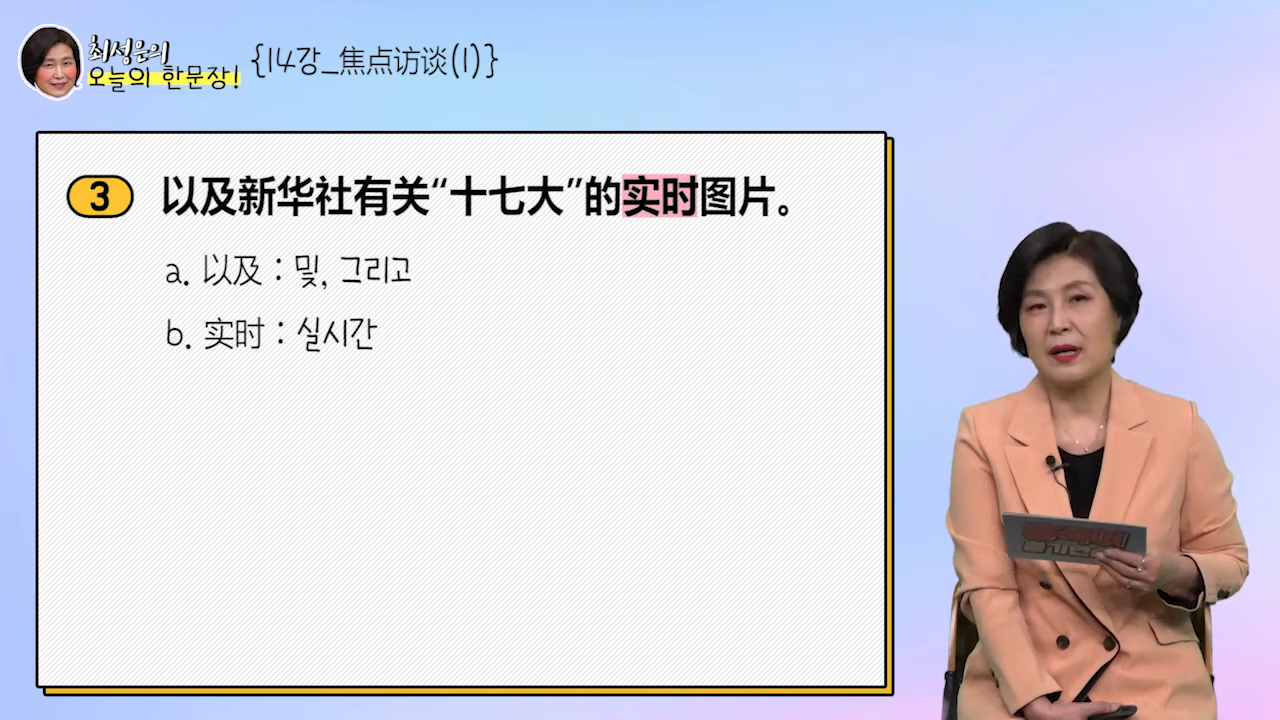 최성은의
오늘의 한문장!
{14강_焦点访谈(1)}
3 以及新华社有关“十七大”的实时图片。
a. 以及 : 및, 그리고
b. 实时 : 실시간